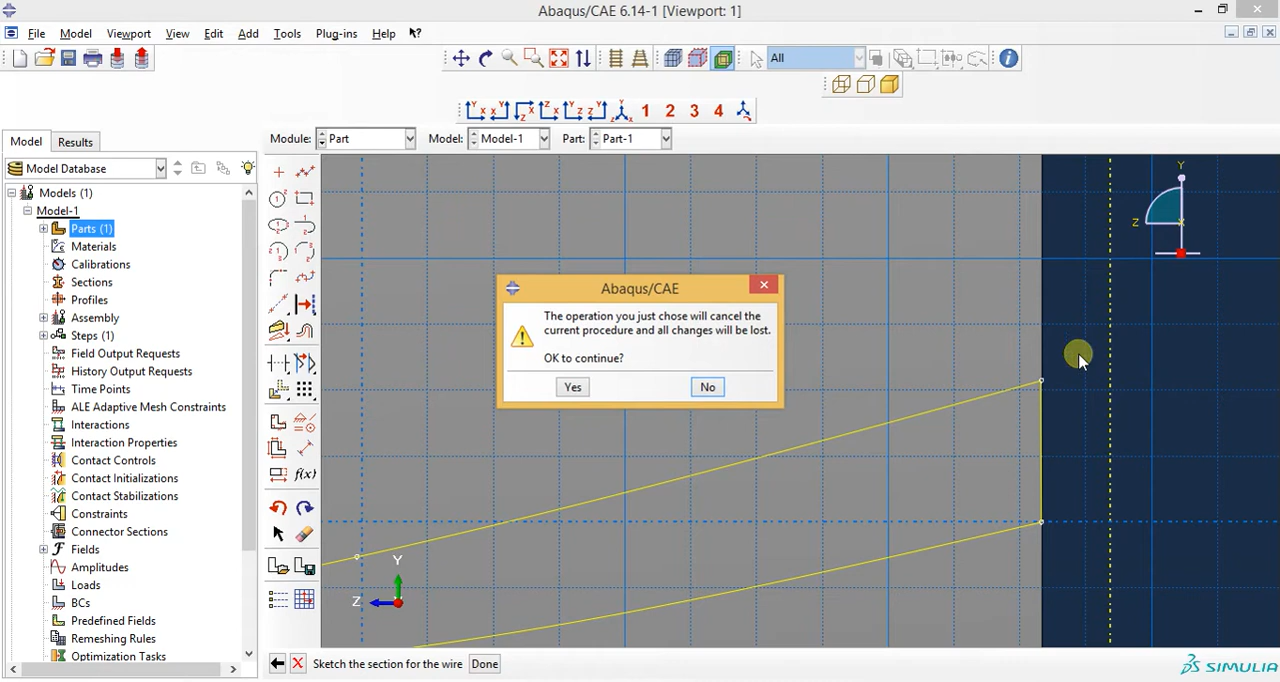 Abaqus/CAE 6.14-1 [Viewport: 1]
File Model Viewport View Edit Add Tools Plug-ins Help
All
1 2 3 4
Model Results
Module: Part Model: Model-1 Part: Part-1
Model Database
Models (1)
Model-1
Parts (1)
Materials
Calibrations
Sections
Profiles
Assembly
Steps (1)
Field Output Requests
History Output Requests
Time Points
ALE Adaptive Mesh Constraints
Interactions
Interaction Properties
Contact Controls
Contact Initializations
Contact Stabilizations
Constraints
Connector Sections
Fields
Amplitudes
Loads
BCs
Predefined Fields
Remeshing Rules
Optimization Tasks
f(x)
Abaqus/CAE
The operation you just chose will cancel the
current procedure and all changes will be lost.
OK to continue?
Yes No
Y
Z X
Y
Z
Sketch the section for the wire Done
SIMULIA